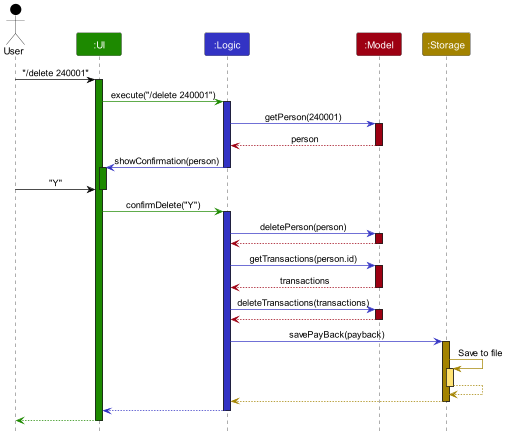 User
:UI
:Logic
:Model
:Storage
"/delete 240001"
execute("/delete 240001")
getPerson(240001)
person
showConfirmation(person)
"Y"
confirmDelete("Y")
deletePerson(person)
getTransactions(person.id)
transactions
deleteTransactions(transactions)
savePayBack(payback)
Save to file